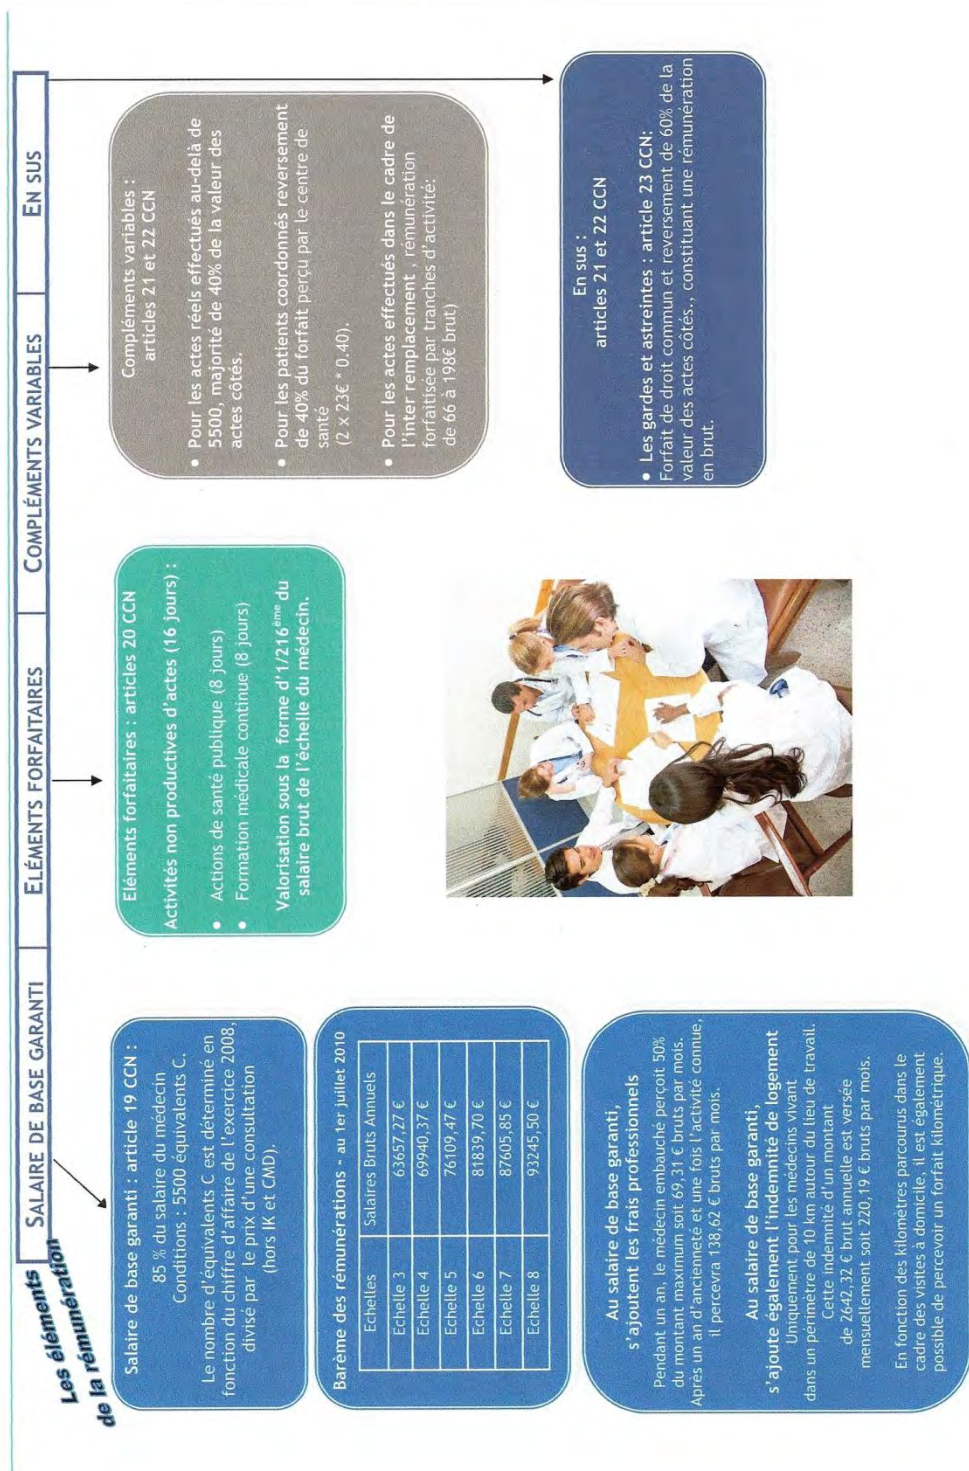 Les éléments
de la rémunération
SALAIRE DE BASE GARANTI
ELÉMENTS FORFAITAIRES
COMPLÉMENTS VARIABLES
EN SUS
Salaire de base garanti : article 19 CCN :
85 % du salaire du médecin
Conditions : 5500 équivalents C.
Le nombre d'équivalents C est déterminé en
fonction du chiffre d'affaire de l'exercice 2008,
divisé par le prix d'une consultation
(hors IK et CMD).
Barème des rémunérations - au 1er juillet 2010
Echelles Salaires Bruts Annuels
Echelle 3 63657,27 €
Echelle 4 69940,37 €
Echelle 5 76109,47 €
Echelle 6 81839,70 €
Echelle 7 87605,85 €
Echelle 8 93245,50 €
Au salaire de base garanti,
s'ajoutent les frais professionnels
Pendant un an, le médecin embauché perçoit 50%
du montant maximum soit 69,31 € bruts par mois.
Après un an d'ancienneté et une fois l'activité connue,
il percevra 138,62 € bruts par mois.
Au salaire de base garanti,
s'ajoute également l'indemnité de logement
Uniquement pour les médecins vivant
dans un périmètre de 10 km autour du lieu de travail.
Cette indemnité d'un montant
de 2642,32 € brut annuelle est versée
mensuellement soit 220,19 € bruts par mois.
En fonction des kilomètres parcourus dans le
cadre des visites à domicile, il est également
possible de percevoir un forfait kilométrique.
Eléments forfaitaires : articles 20 CCN
Activités non productives d'actes (16 jours) :
• Actions de santé publique (8 jours)
• Formation médicale continue (8 jours)
Valorisation sous la forme d'1/216ème du
salaire brut de l'échelle du médecin.
Compléments variables :
articles 21 et 22 CCN
• Pour les actes réels effectués au-delà de
5500, majorité de 40% de la valeur des
actes côtés.
• Pour les patients coordonnés reversement
de 40% du forfait perçu par le centre de
santé
(2 x 23€ * 0.40).
• Pour les actes effectués dans le cadre de
l'inter remplacement , rémunération
forfaitisée par tranches d'activité:
de 66 à 198€ brut)
En sus :
articles 21 et 22 CCN
• Les gardes et astreintes : article 23 CCN:
Forfait de droit commun et reversement de 60% de la
valeur des actes côtés., constituant une rémunération
en brut.